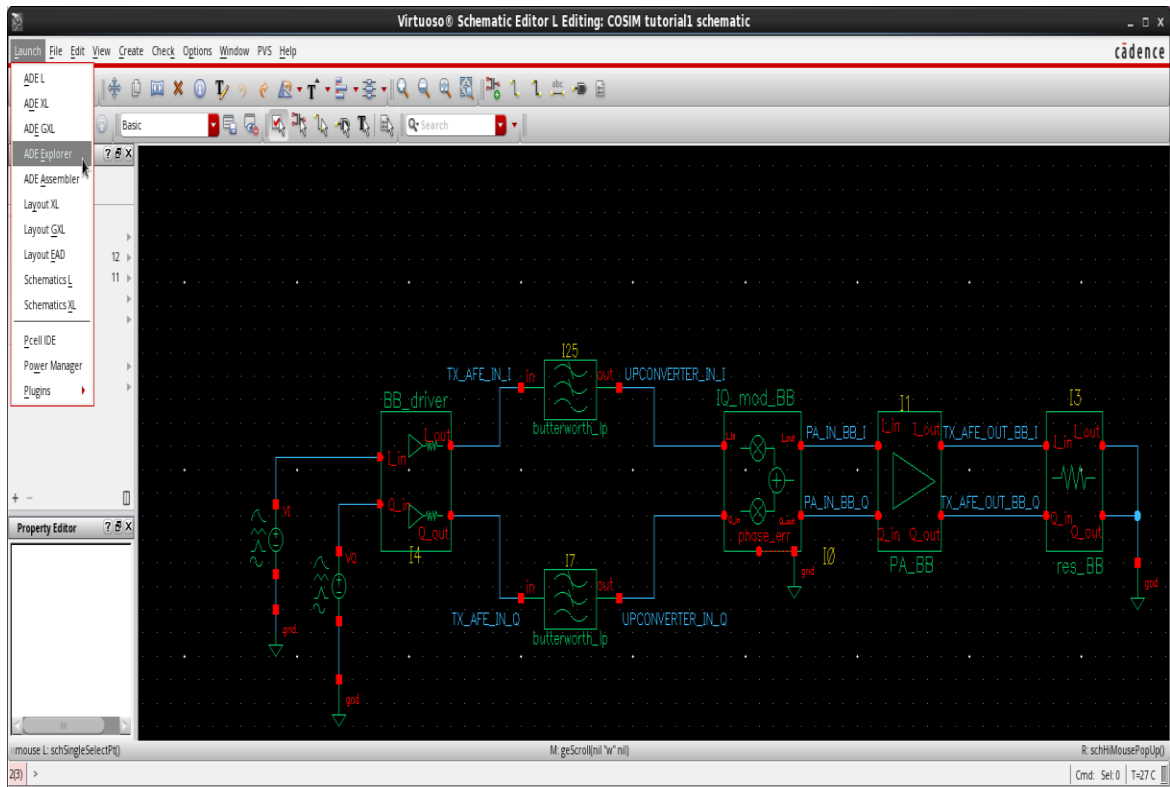 Virtuoso® Schematic Editor L Editing: COSIM tutorial1 schematic
Launch File Edit View Create Check Options Window PVS Help
cādence
ADE L
ADE XL
ADE GXL
ADE Explorer
ADE Assembler
Layout XL
Layout GXL
Layout EAD
Schematics L
Schematics XL
Pcell IDE
Power Manager
Plugins
Basic
Search
12
11
Property Editor
I25
TX_AFE_IN_I
in
out
UPCONVERTER_IN_I
butterworth_lp
BB_driver
I_out
I_in
Q_in
Q_out
I4
VI
gnd
VQ
gnd
I7
in
out
TX_AFE_IN_Q
UPCONVERTER_IN_Q
butterworth_lp
IQ_mod_BB
I_in
I_out
Q_in
Q_out
phase_err
gnd
I0
PA_IN_BB_I
PA_IN_BB_Q
I1
I_in I_out
Q_in Q_out
PA_BB
TX_AFE_OUT_BB_I
TX_AFE_OUT_BB_Q
I3
I_in I_out
Q_in Q_out
res_BB
gnd
mouse L: schSingleSelectPt()
M: geScroll(nil "w" nil)
R: schHiMousePopUp()
2(3) >
Cmd: Sel: 0 T=27 C